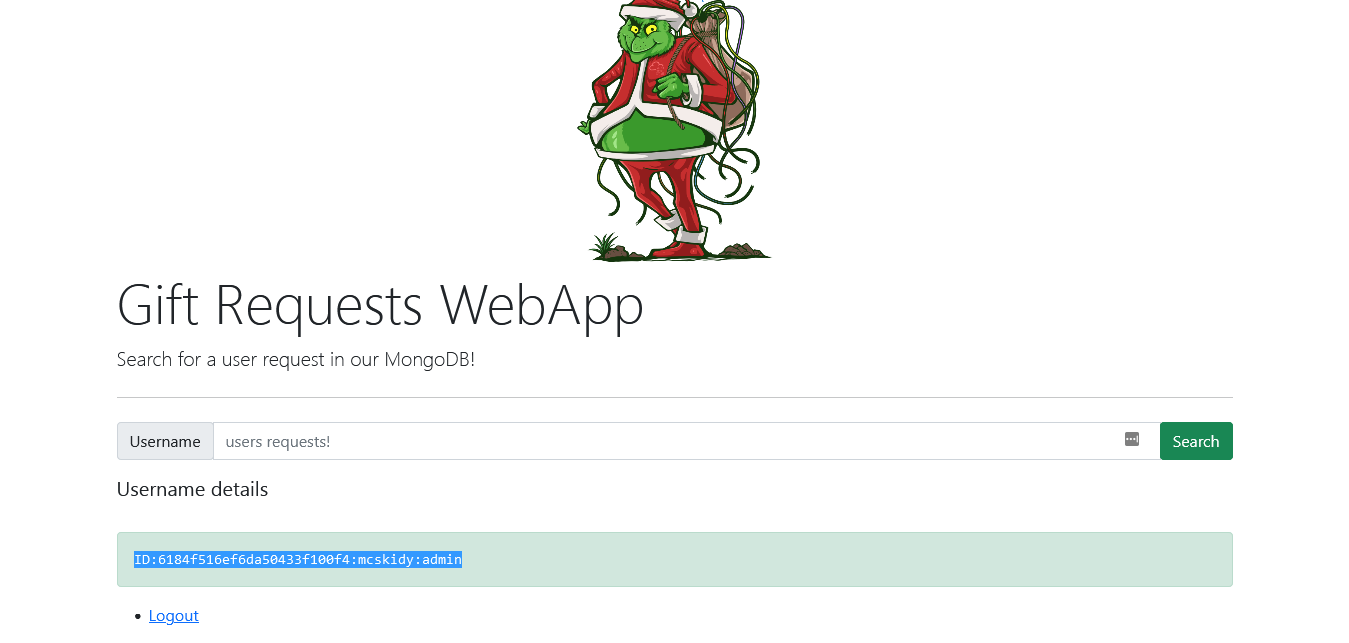 Gift Requests WebApp
Search for a user request in our MongoDB!
Username users requests! Search
Username details
ID:6184f516ef6da50433f100f4:mcskidy:admin
Logout